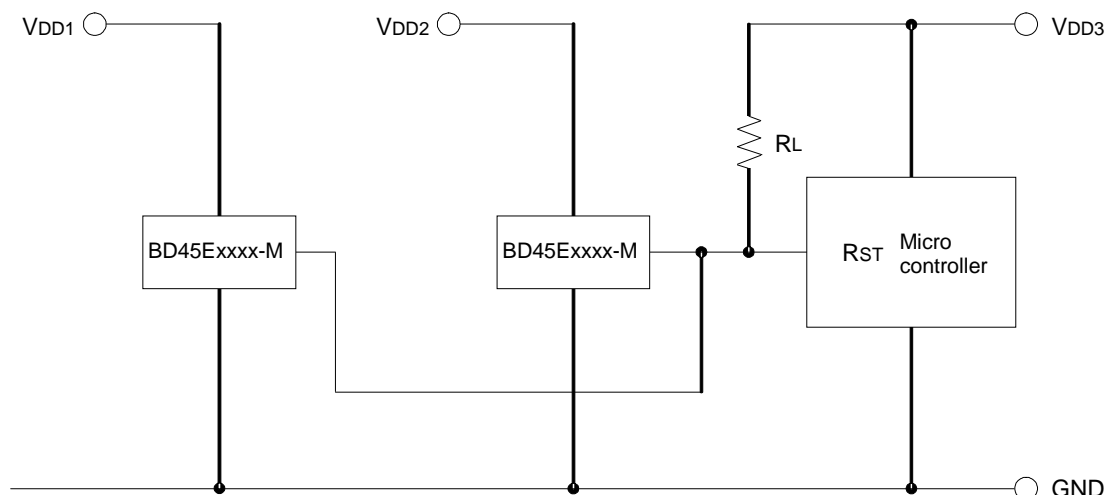 VDD1
VDD2
VDD3
RL
BD45Exxxx-M
BD45Exxxx-M
RST
Micro
controller
GND